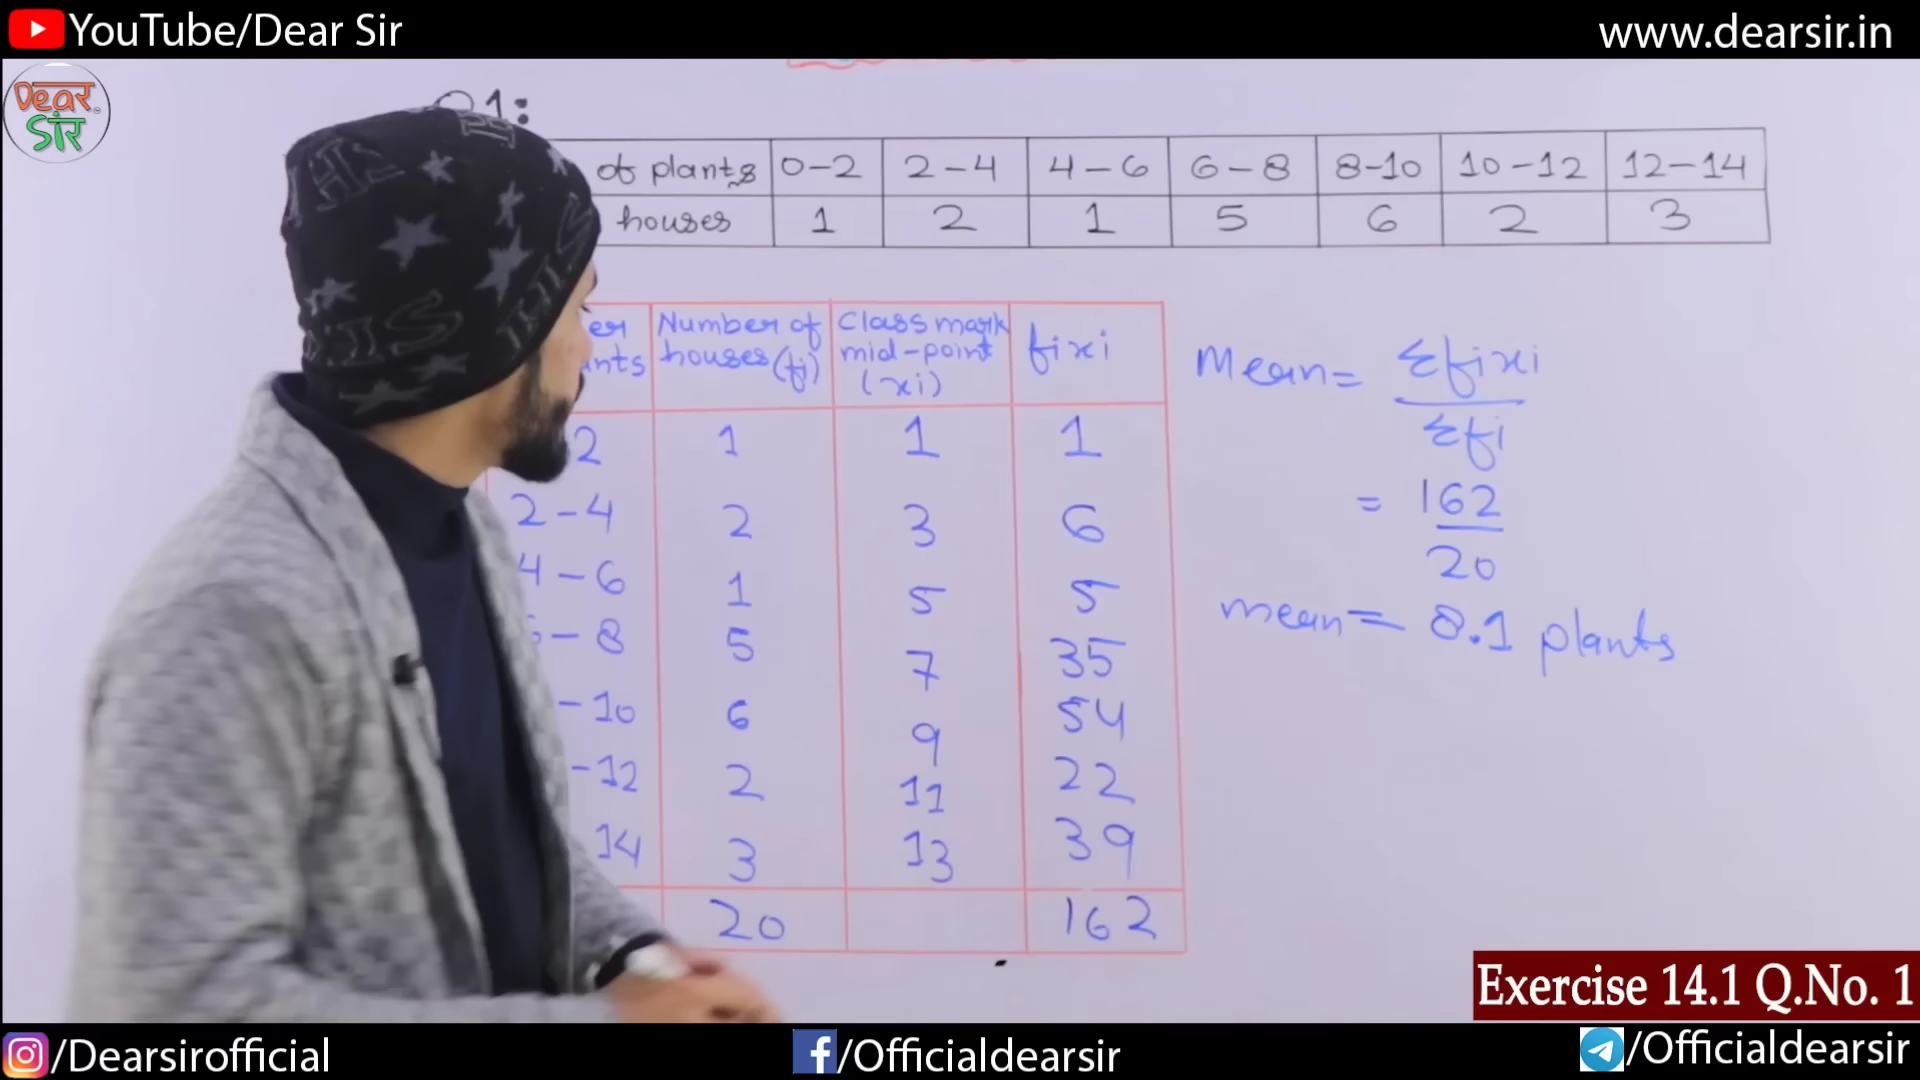 YouTube/Dear Sir
www.dearsir.in
Dear
सर
Q1:
of plants 0-2 2-4 4-6 6-8 8-10 10-12 12-14
houses 1 2 1 5 6 2 3
Number of houses (fi) Class mark mid-point (xi) fixi
2 1 1 1
2-4 2 3 6
4-6 1 5 5
- 8 5 7 35
- 10 6 9 54
-12 2 11 22
14 3 13 39
20 162
Mean = Σfixi
Σfi
= 162
20
mean = 8.1 plants
Exercise 14.1 Q.No. 1
/Dearsirofficial
/Officialdearsir
/Officialdearsir